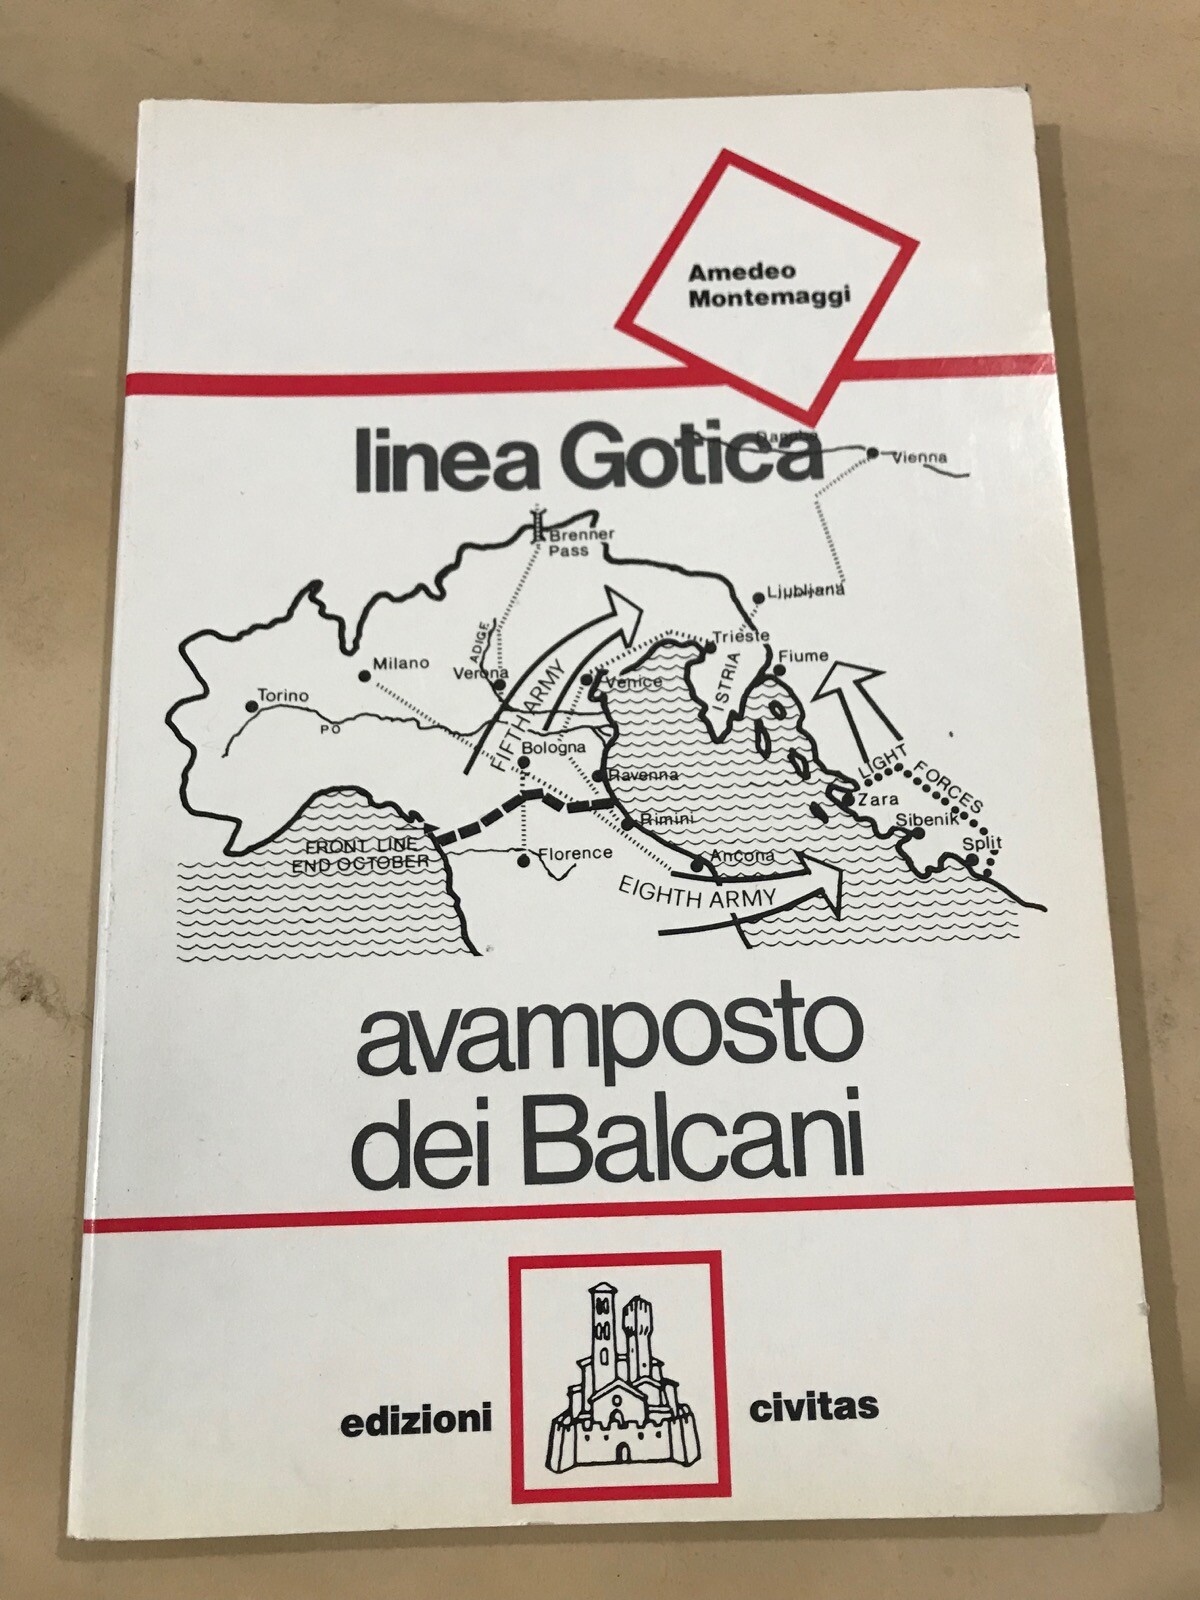 Amedeo
Montemaggi
linea Gotica
Danube
Vienna
Brenner
Pass
Ljubljana
ADIGE
Trieste
Milano
Fiume
Verona
Venice
ISTRIA
Torino
FIFTH ARMY
PO
Bologna
LIGHT FORCES
Ravenna
Zara
Rimini
Sibenik
FRONT LINE
END OCTOBER
Split
Florence
Ancona
EIGHTH ARMY
avamposto
dei Balcani
edizioni
civitas